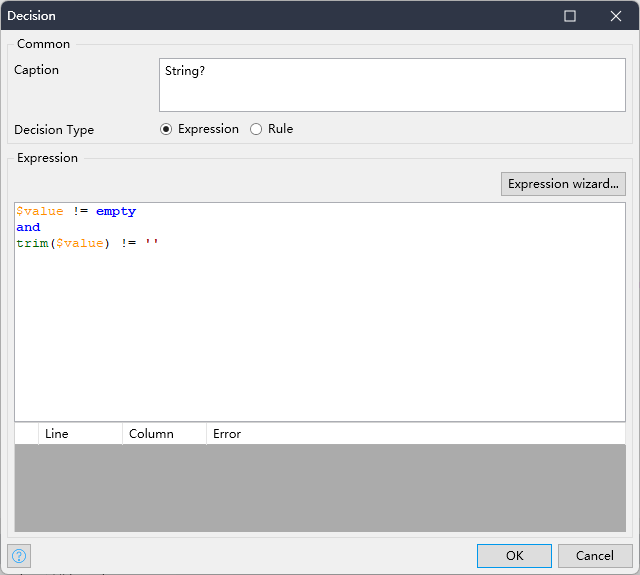 Decision
Common
Caption
String?
Decision Type
Expression
Rule
Expression
Expression wizard...
$value != empty
and
trim($value) != ''
Line Column Error
OK
Cancel